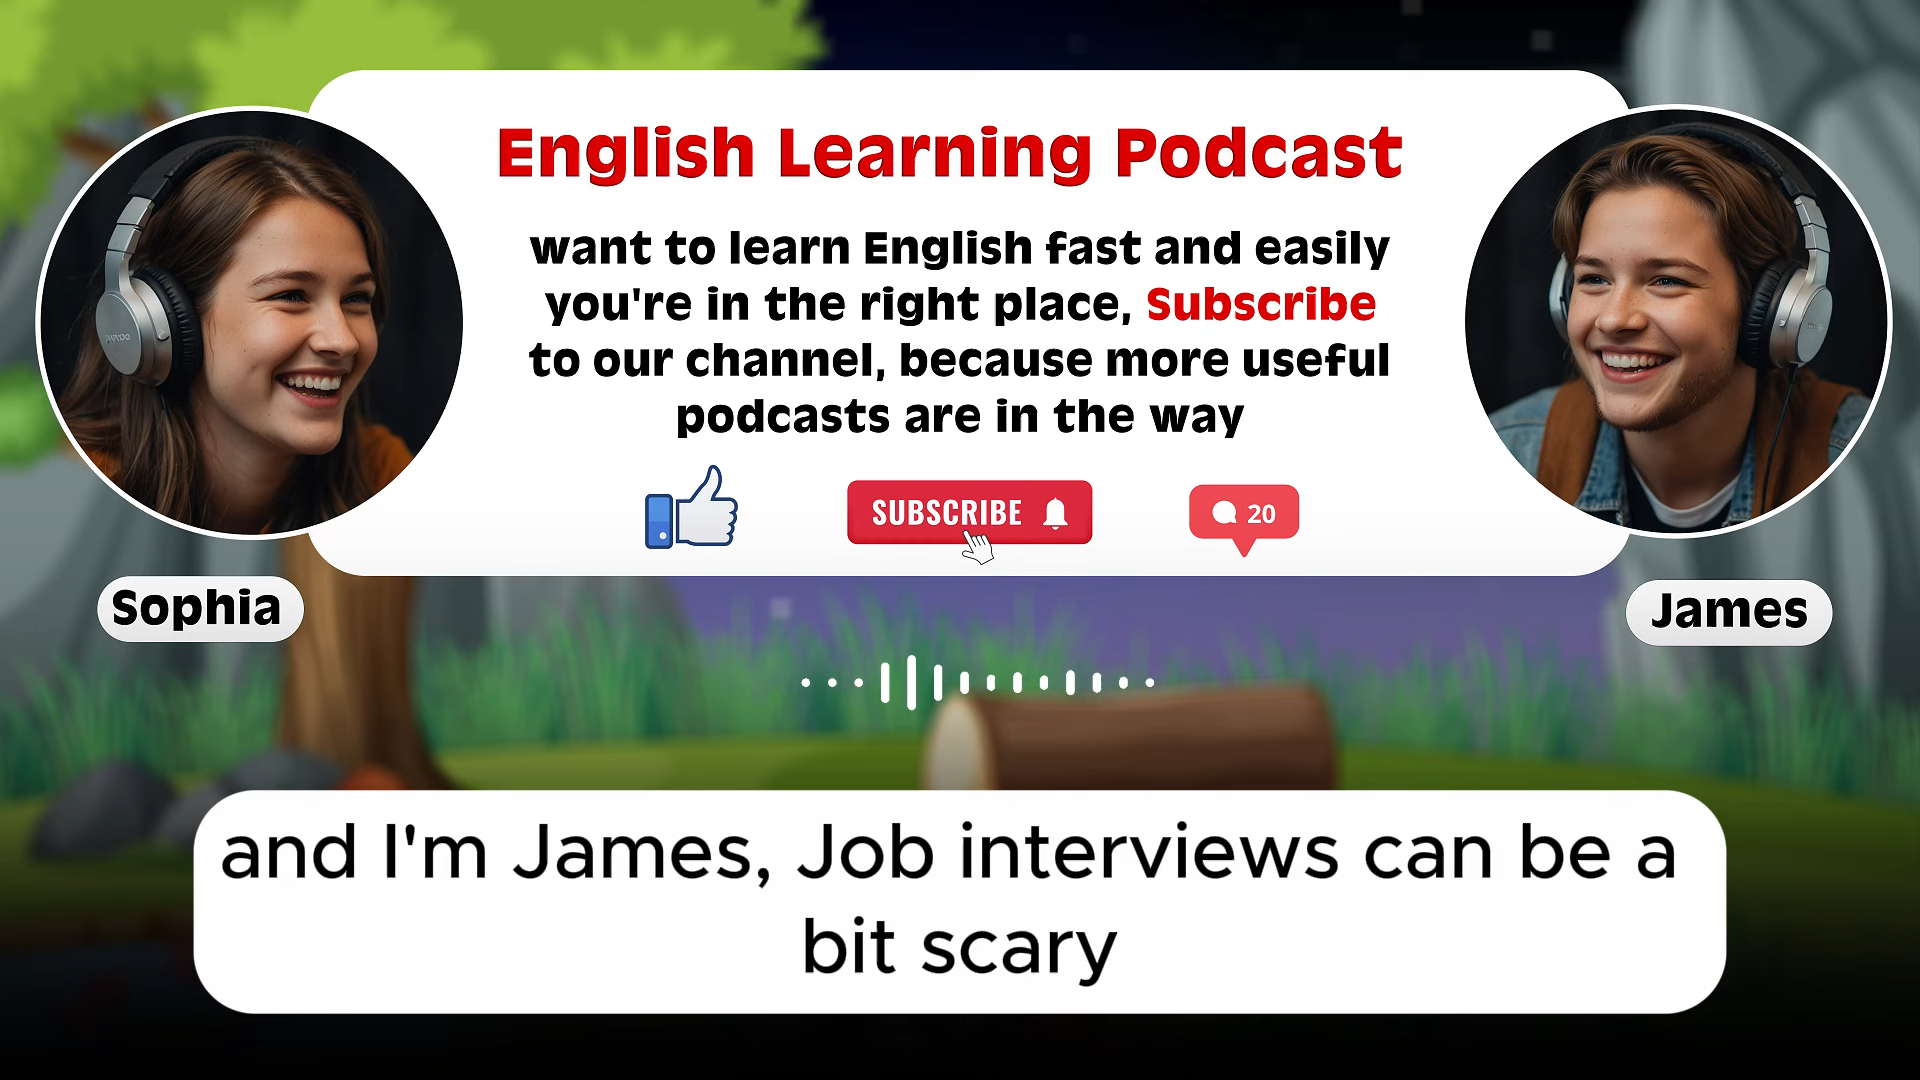 English Learning Podcast
want to learn English fast and easily
you're in the right place, Subscribe
to our channel, because more useful
podcasts are in the way
SUBSCRIBE
20
Sophia
James
and I'm James, Job interviews can be a
bit scary